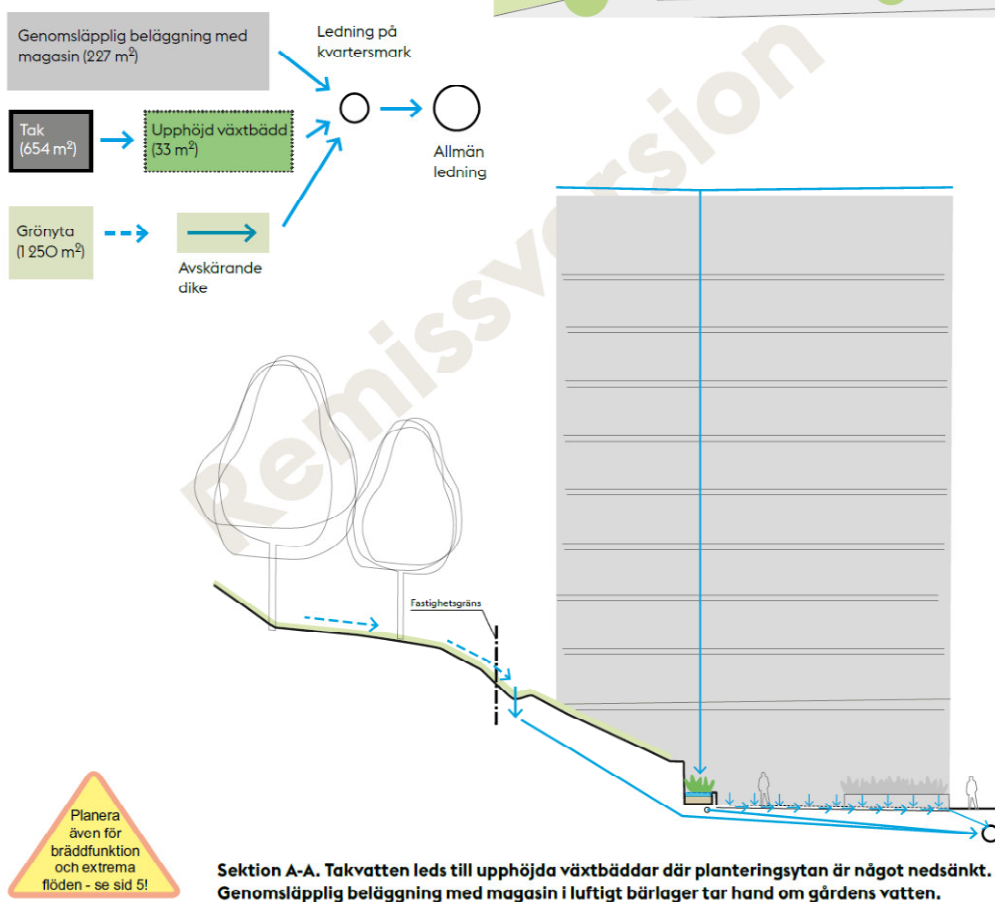 Genomsläpplig beläggning med
magasin (227 m²)
Ledning på
kvartersmark
Tak
(654 m²)
Upphöjd växtbädd
(33 m²)
Allmän
ledning
Grönyta
(1 250 m²)
Avskärande
dike
Remissversion
Fastighetsgräns
Planera
även för
bräddfunktion
och extrema
flöden - se sid 5!
Sektion A-A. Takvatten leds till upphöjda växtbäddar där planteringsytan är något nedsänkt.
Genomsläpplig beläggning med magasin i luftigt bärlager tar hand om gårdens vatten.